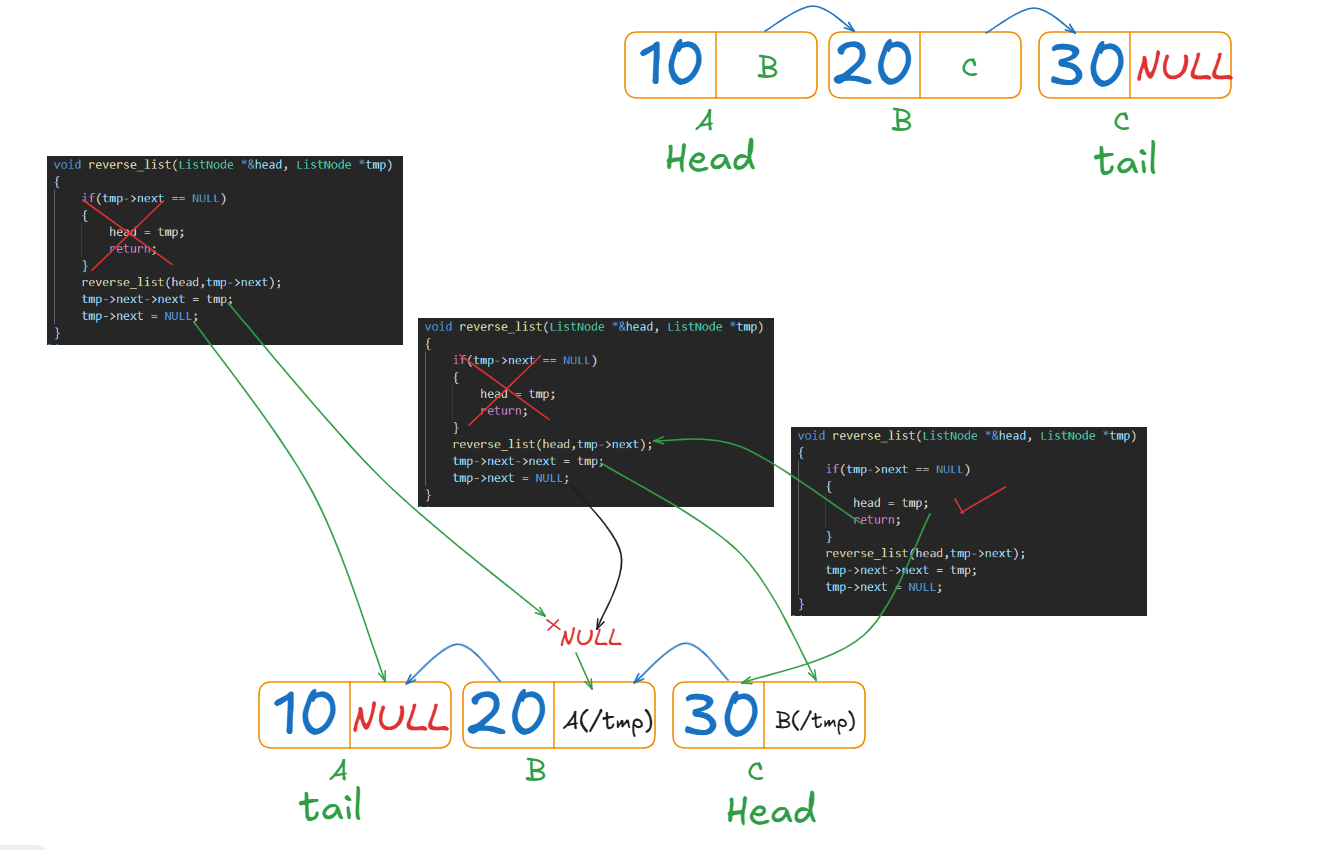 10 B 20 C 30 NULL
A B C
Head tail
void reverse_list(ListNode *&head, ListNode *tmp)
{
if(tmp->next == NULL)
{
head = tmp;
return;
}
reverse_list(head,tmp->next);
tmp->next->next = tmp;
tmp->next = NULL;
}
void reverse_list(ListNode *&head, ListNode *tmp)
{
if(tmp->next == NULL)
{
head = tmp;
return;
}
reverse_list(head,tmp->next);
tmp->next->next = tmp;
tmp->next = NULL;
}
void reverse_list(ListNode *&head, ListNode *tmp)
{
if(tmp->next == NULL)
{
head = tmp;
return;
}
reverse_list(head,tmp->next);
tmp->next->next = tmp;
tmp->next = NULL;
}
NULL
10 NULL 20 A(/tmp) 30 B(/tmp)
A B C
tail Head